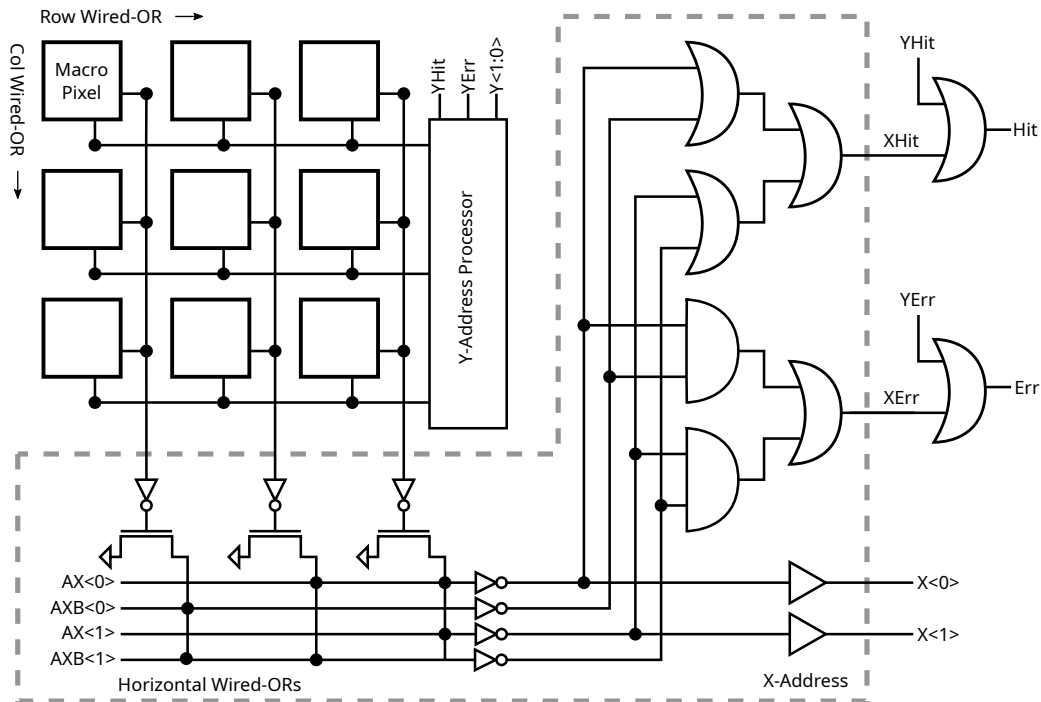 Row Wired-OR
Col Wired-OR
Macro
Pixel
YHit
YErr
Y<1:0>
Y-Address Processor
YHit
Hit
XHit
YErr
Err
XErr
AX<0>
AXB<0>
AX<1>
AXB<1>
X<0>
X<1>
Horizontal Wired-ORs
X-Address